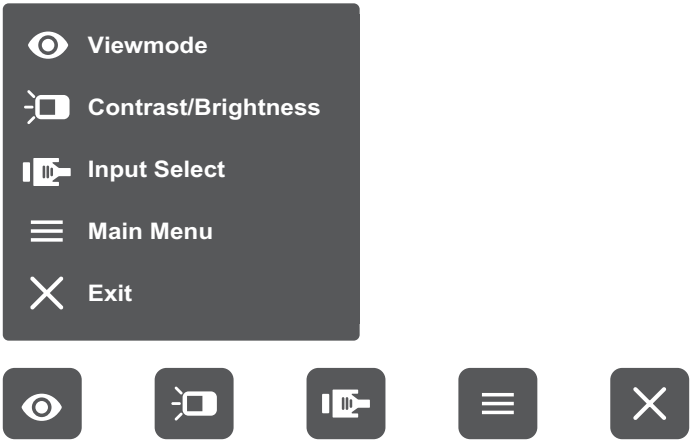 Viewmode
Contrast/Brightness
Input Select
Main Menu
Exit